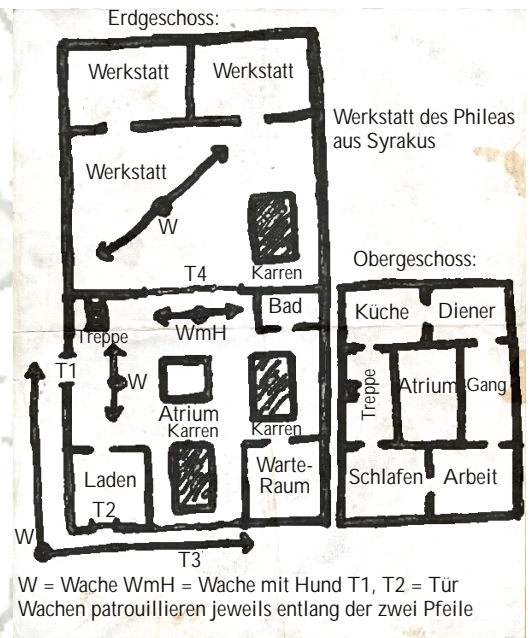 Erdgeschoss:
Werkstatt
Werkstatt
Werkstatt des Phileas
aus Syrakus
Werkstatt
W
Karren
T4
Bad
WmH
Treppe
T1
W
Atrium
Karren
Karren
Laden
Warte-
Raum
T2
W
T3
Obergeschoss:
Küche
Diener
Treppe
Atrium
Gang
Schlafen
Arbeit
W = Wache WmH = Wache mit Hund T1, T2 = Tür
Wachen patrouillieren jeweils entlang der zwei Pfeile